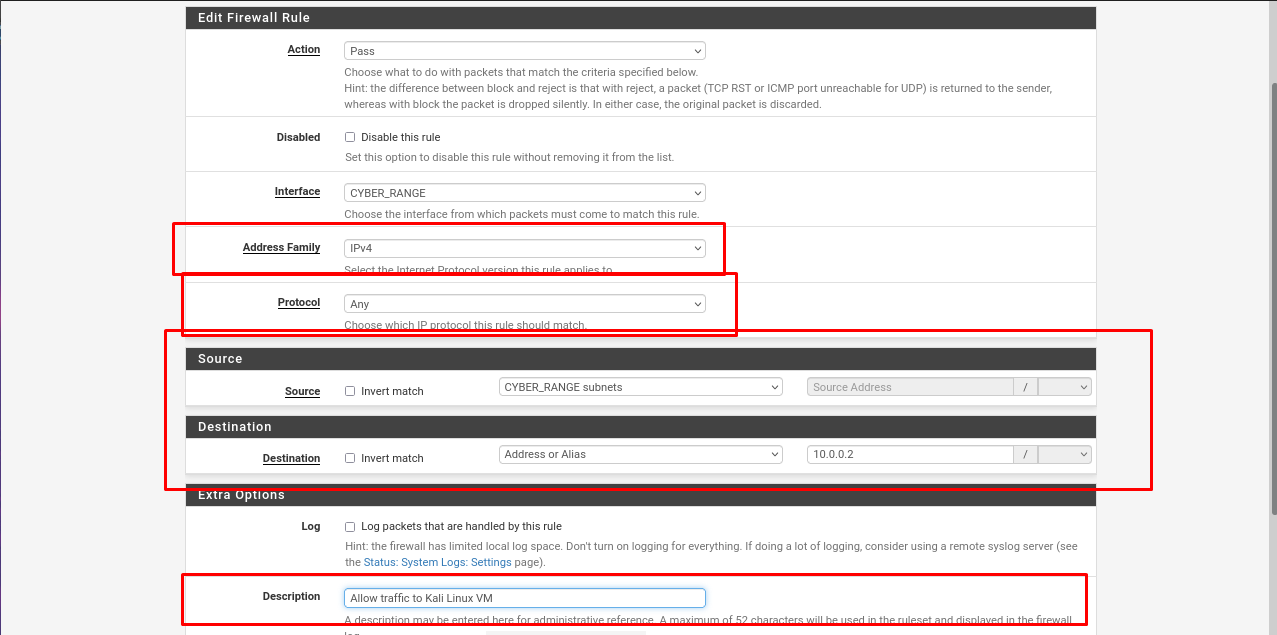 Edit Firewall Rule
Action
Pass
Choose what to do with packets that match the criteria specified below.
Hint: the difference between block and reject is that with reject, a packet (TCP RST or ICMP port unreachable for UDP) is returned to the sender,
whereas with block the packet is dropped silently. In either case, the original packet is discarded.
Disabled
Disable this rule
Set this option to disable this rule without removing it from the list.
Interface
CYBER_RANGE
Choose the interface from which packets must come to match this rule.
Address Family
IPv4
Select the Internet Protocol version this rule applies to.
Protocol
Any
Choose which IP protocol this rule should match.
Source
Source
Invert match
CYBER_RANGE subnets
Source Address
/
Destination
Destination
Invert match
Address or Alias
10.0.0.2
/
Extra Options
Log
Log packets that are handled by this rule
Hint: the firewall has limited local log space. Don't turn on logging for everything. If doing a lot of logging, consider using a remote syslog server (see
the Status: System Logs: Settings page).
Description
Allow traffic to Kali Linux VM
A description may be entered here for administrative reference. A maximum of 52 characters will be used in the ruleset and displayed in the firewall
log.